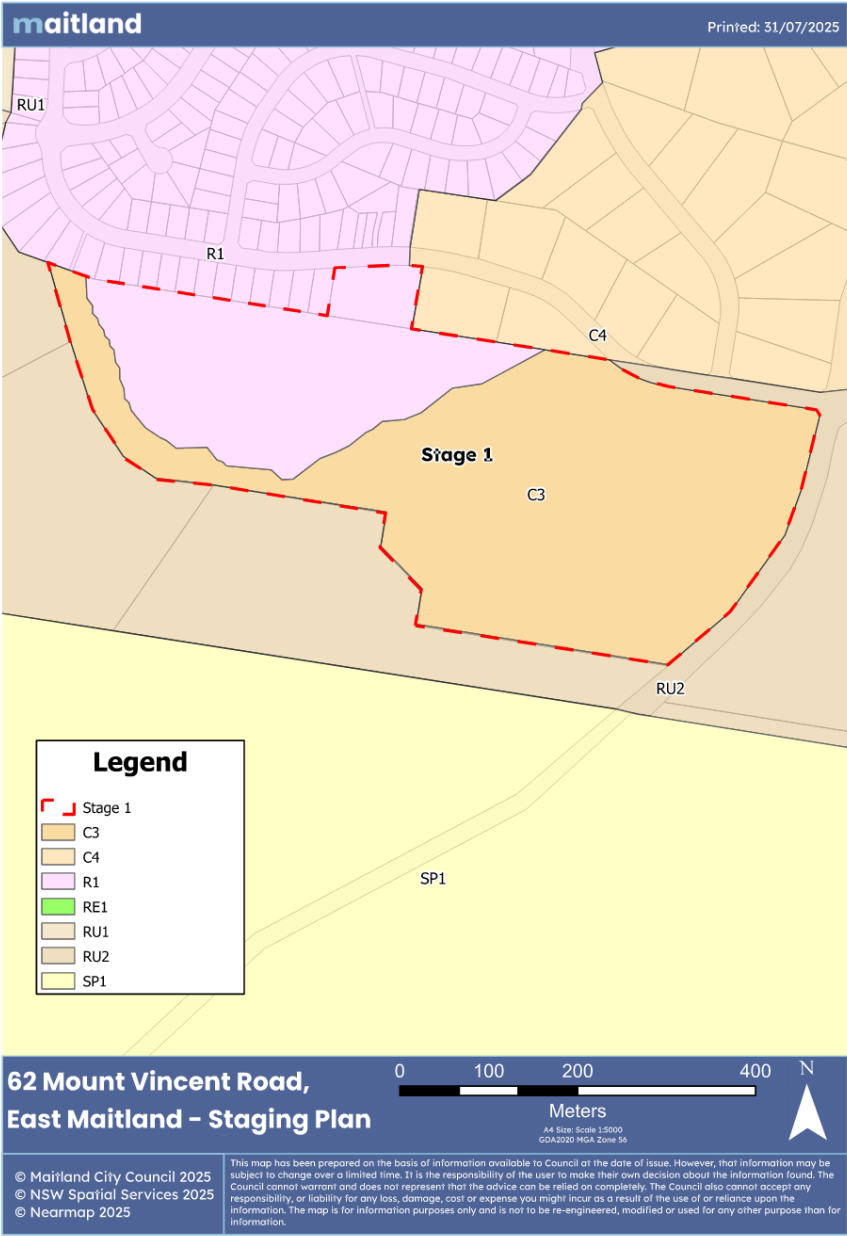 maitland
Printed: 31/07/2025
RU1
R1
C4
Stage 1
C3
RU2
Legend
Stage 1
C3
C4
R1
RE1
RU1
RU2
SP1
SP1
62 Mount Vincent Road,
East Maitland - Staging Plan
0 100 200 400
Meters
A4 Size: Scale 1:5000
GDA2020 MGA Zone 56
N
© Maitland City Council 2025
© NSW Spatial Services 2025
© Nearmap 2025
This map has been prepared on the basis of information available to Council at the date of issue. However, that information may be
subject to change over a limited time. It is the responsibility of the user to make their own decision about the information found. The
Council cannot warrant and does not represent that the advice can be relied on completely. The Council also cannot accept any
responsibility, or liability for any loss, damage, cost or expense you might incur as a result of the use of or reliance upon the
information. The map is for information purposes only and is not to be re-engineered, modified or used for any other purpose than for
information.